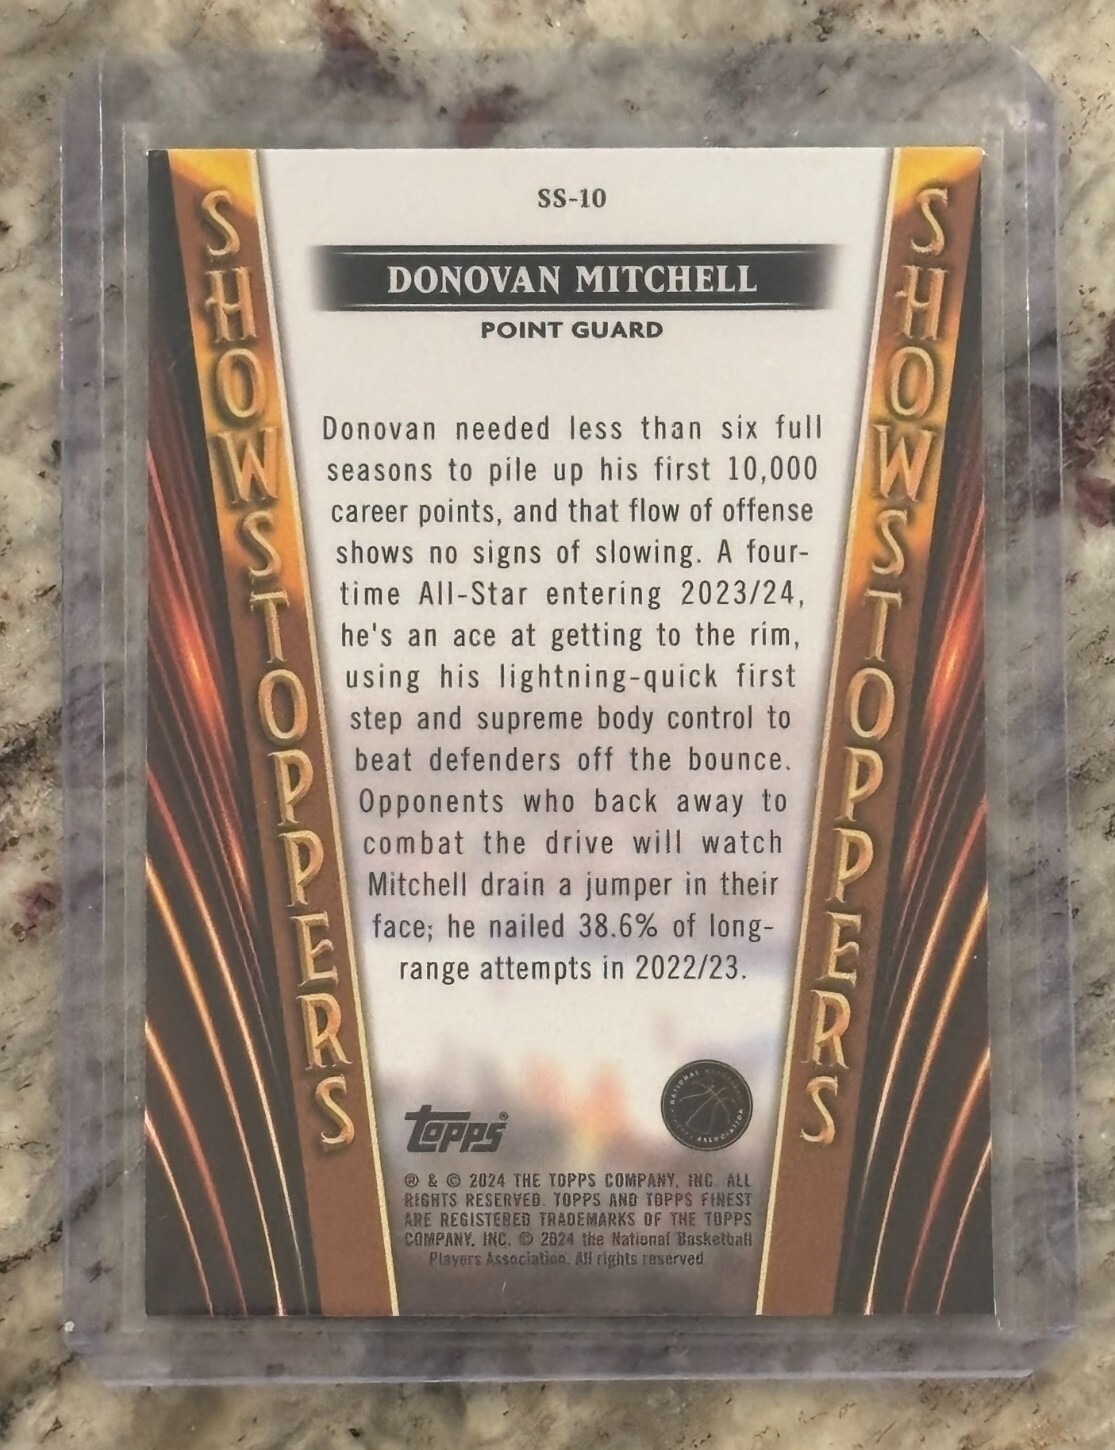 SS-10
DONOVAN MITCHELL
POINT GUARD
SHOWSTOPPERS
SHOWSTOPPERS
Donovan needed less than six full
seasons to pile up his first 10,000
career points, and that flow of offense
shows no signs of slowing. A four-
time All-Star entering 2023/24,
he's an ace at getting to the rim,
using his lightning-quick first
step and supreme body control to
beat defenders off the bounce.
Opponents who back away to
combat the drive will watch
Mitchell drain a jumper in their
face; he nailed 38.6% of long-
range attempts in 2022/23.
Topps®
NATIONAL BASKETBALL ASSOCIATION
® & © 2024 THE TOPPS COMPANY, INC. ALL
RIGHTS RESERVED. TOPPS AND TOPPS FINEST
ARE REGISTERED TRADEMARKS OF THE TOPPS
COMPANY, INC. © 2024 the National Basketball
Players Association. All rights reserved.